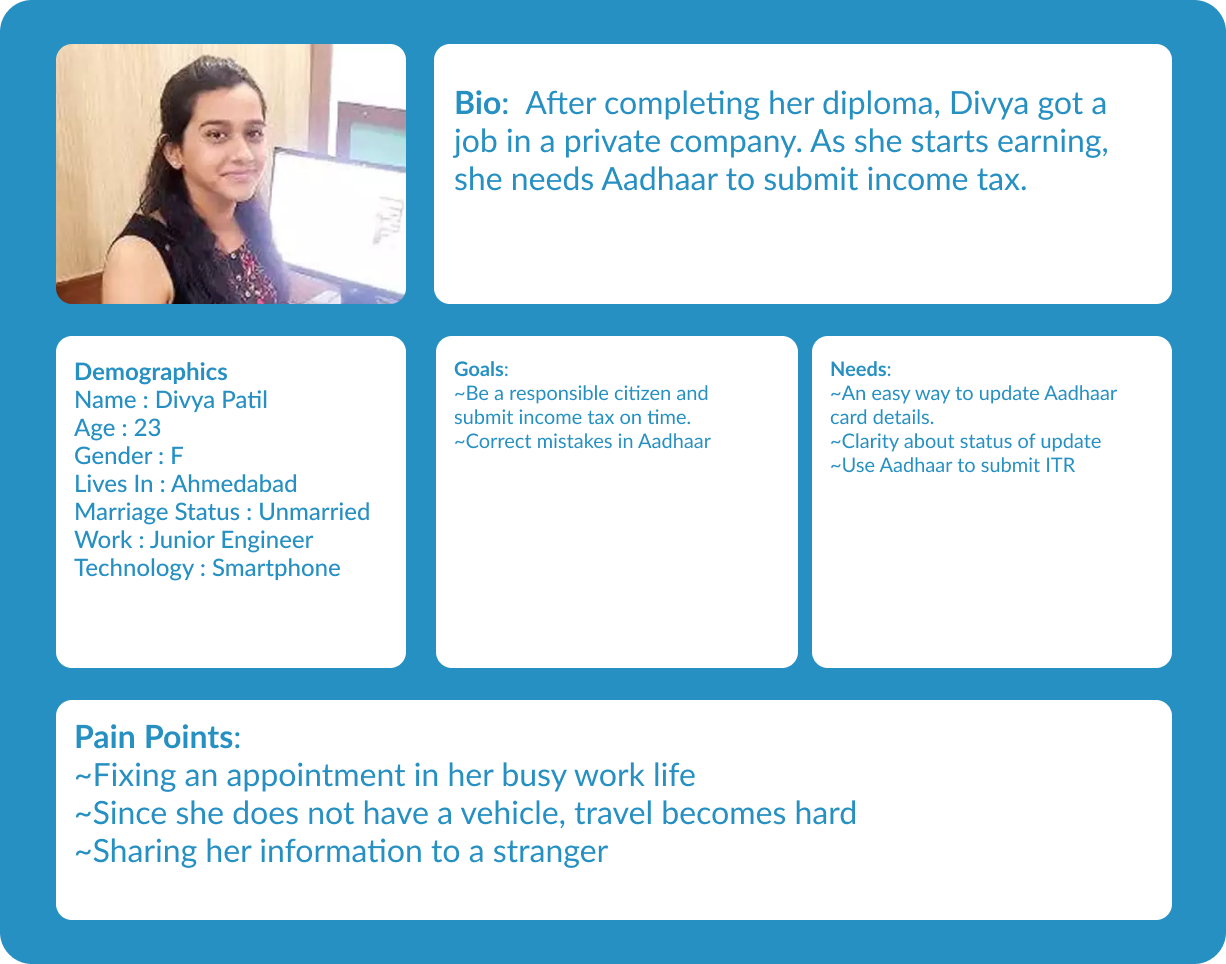 Bio:  After completing her diploma, Divya got a
job in a private company. As she starts earning,
she needs Aadhaar to submit income tax.
Demographics
Name : Divya Patil
Age : 23
Gender : F
Lives In : Ahmedabad
Marriage Status : Unmarried
Work : Junior Engineer
Technology : Smartphone
Goals:
~Be a responsible citizen and
submit income tax on time.
~Correct mistakes in Aadhaar
Needs:
~An easy way to update Aadhaar
card details.
~Clarity about status of update
~Use Aadhaar to submit ITR
Pain Points:
~Fixing an appointment in her busy work life
~Since she does not have a vehicle, travel becomes hard
~Sharing her information to a stranger